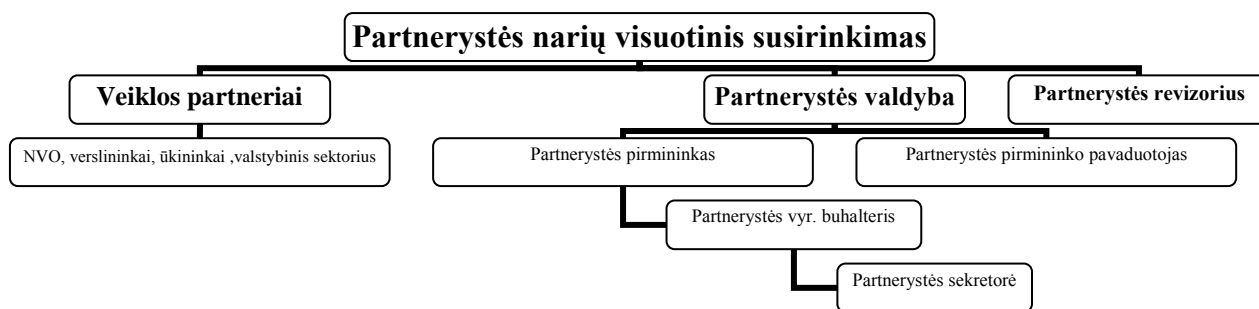 Partnerystės narių visuotinis susirinkimas
Veiklos partneriai
Partnerystės valdyba
Partnerystės revizorius
NVO, verslininkai, ūkininkai ,valstybinis sektorius
Partnerystės pirmininkas
Partnerystės pirmininko pavaduotojas
Partnerystės vyr. buhalteris
Partnerystės sekretorė